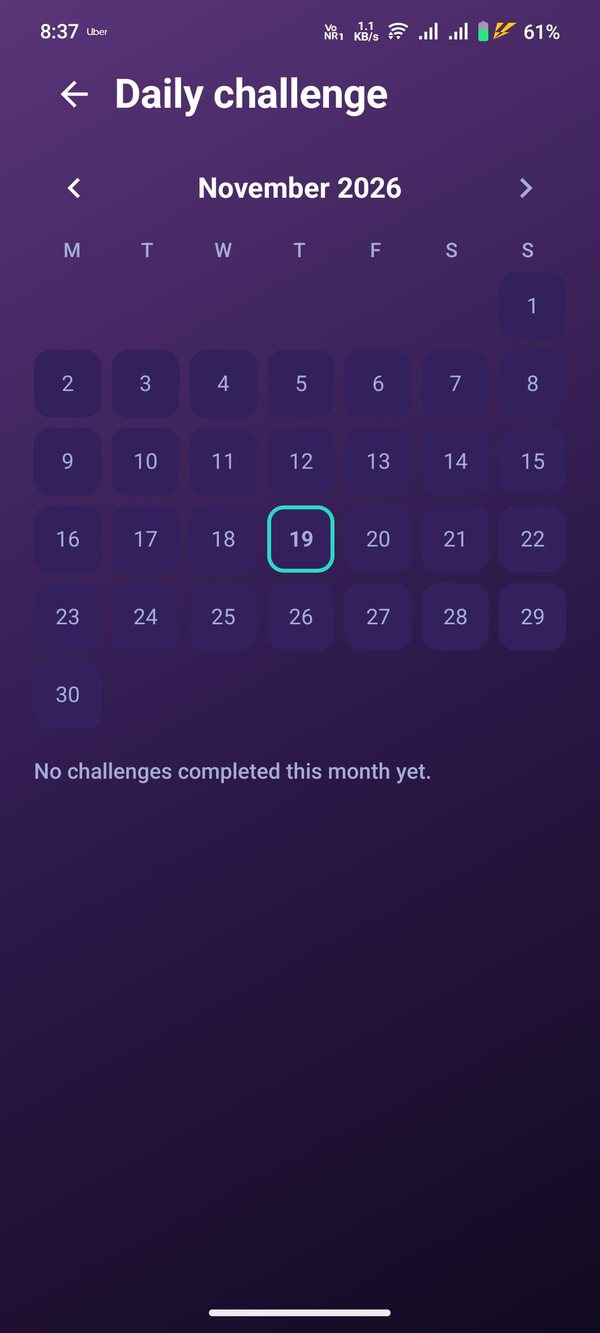 8:37 Uber Vo NR1 1.1 KB/s 61%
Daily challenge
November 2026
M T W T F S S
1
2 3 4 5 6 7 8
9 10 11 12 13 14 15
16 17 18 19 20 21 22
23 24 25 26 27 28 29
30
No challenges completed this month yet.